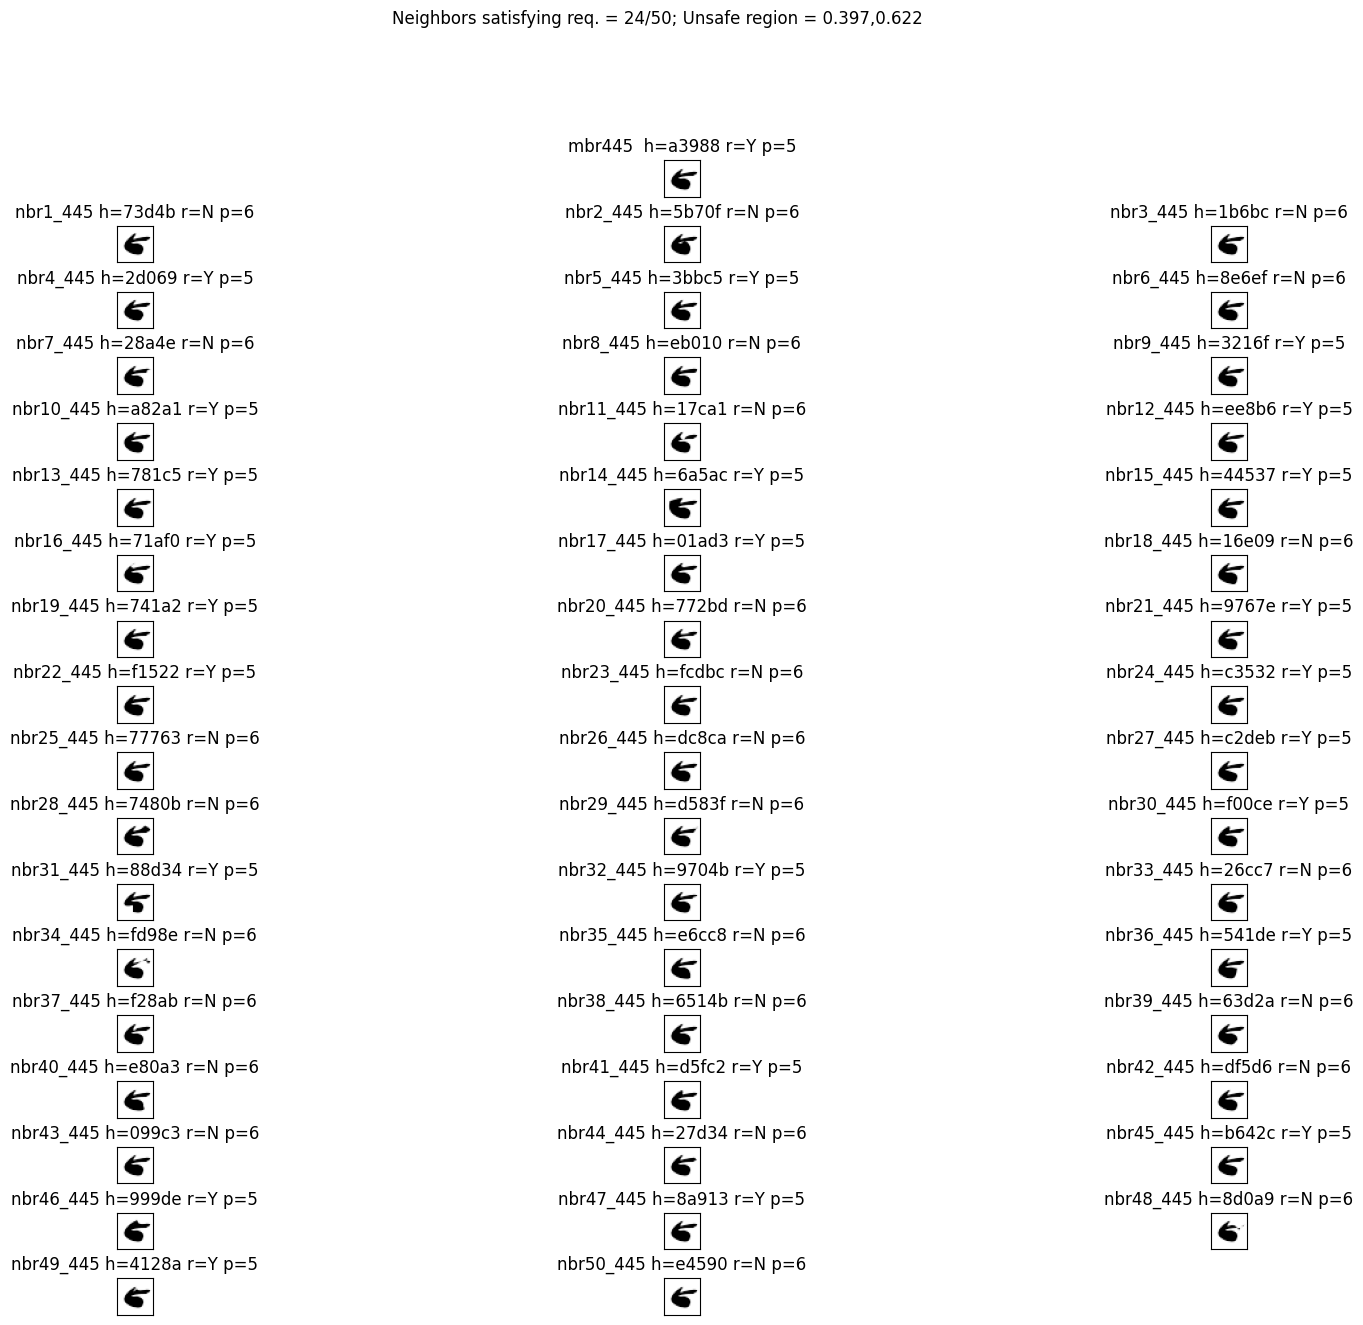 Neighbors satisfying req. = 24/50; Unsafe region = 0.397,0.622
mbr445  h=a3988 r=Y p=5
nbr1_445 h=73d4b r=N p=6
nbr2_445 h=5b70f r=N p=6
nbr3_445 h=1b6bc r=N p=6
nbr4_445 h=2d069 r=Y p=5
nbr5_445 h=3bbc5 r=Y p=5
nbr6_445 h=8e6ef r=N p=6
nbr7_445 h=28a4e r=N p=6
nbr8_445 h=eb010 r=N p=6
nbr9_445 h=3216f r=Y p=5
nbr10_445 h=a82a1 r=Y p=5
nbr11_445 h=17ca1 r=N p=6
nbr12_445 h=ee8b6 r=Y p=5
nbr13_445 h=781c5 r=Y p=5
nbr14_445 h=6a5ac r=Y p=5
nbr15_445 h=44537 r=Y p=5
nbr16_445 h=71af0 r=Y p=5
nbr17_445 h=01ad3 r=Y p=5
nbr18_445 h=16e09 r=N p=6
nbr19_445 h=741a2 r=Y p=5
nbr20_445 h=772bd r=N p=6
nbr21_445 h=9767e r=Y p=5
nbr22_445 h=f1522 r=Y p=5
nbr23_445 h=fcdbc r=N p=6
nbr24_445 h=c3532 r=Y p=5
nbr25_445 h=77763 r=N p=6
nbr26_445 h=dc8ca r=N p=6
nbr27_445 h=c2deb r=Y p=5
nbr28_445 h=7480b r=N p=6
nbr29_445 h=d583f r=N p=6
nbr30_445 h=f00ce r=Y p=5
nbr31_445 h=88d34 r=Y p=5
nbr32_445 h=9704b r=Y p=5
nbr33_445 h=26cc7 r=N p=6
nbr34_445 h=fd98e r=N p=6
nbr35_445 h=e6cc8 r=N p=6
nbr36_445 h=541de r=Y p=5
nbr37_445 h=f28ab r=N p=6
nbr38_445 h=6514b r=N p=6
nbr39_445 h=63d2a r=N p=6
nbr40_445 h=e80a3 r=N p=6
nbr41_445 h=d5fc2 r=Y p=5
nbr42_445 h=df5d6 r=N p=6
nbr43_445 h=099c3 r=N p=6
nbr44_445 h=27d34 r=N p=6
nbr45_445 h=b642c r=Y p=5
nbr46_445 h=999de r=Y p=5
nbr47_445 h=8a913 r=Y p=5
nbr48_445 h=8d0a9 r=N p=6
nbr49_445 h=4128a r=Y p=5
nbr50_445 h=e4590 r=N p=6